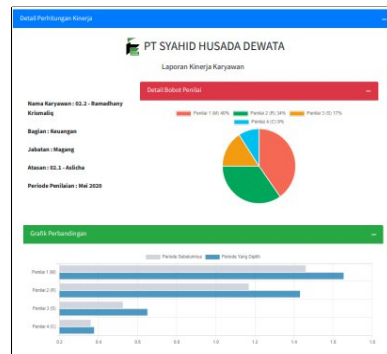 Detail Perhitungan Kinerja
PT SYAHID HUSADA DEWATA
Laporan Kinerja Karyawan
Detail Bobot Penilai
Nama Karyawan : 02.2 - Ramadhany
Krismaliq
Bagian : Keuangan
Jabatan : Magang
Atasan : 02.1 - Aslicha
Periode Penilaian : Mei 2020
Penilai 1 (M) 40% Penilai 2 (R) 34% Penilai 3 (S) 17%
Penilai 4 (C) 9%
Grafik Perbandingan
Periode Sebelumnya Periode Yang Dipilih
Penilai 1 (M)
Penilai 2 (R)
Penilai 3 (S)
Penilai 4 (C)
0.2 0.4 0.6 0.8 1.0 1.2 1.4 1.6 1.8